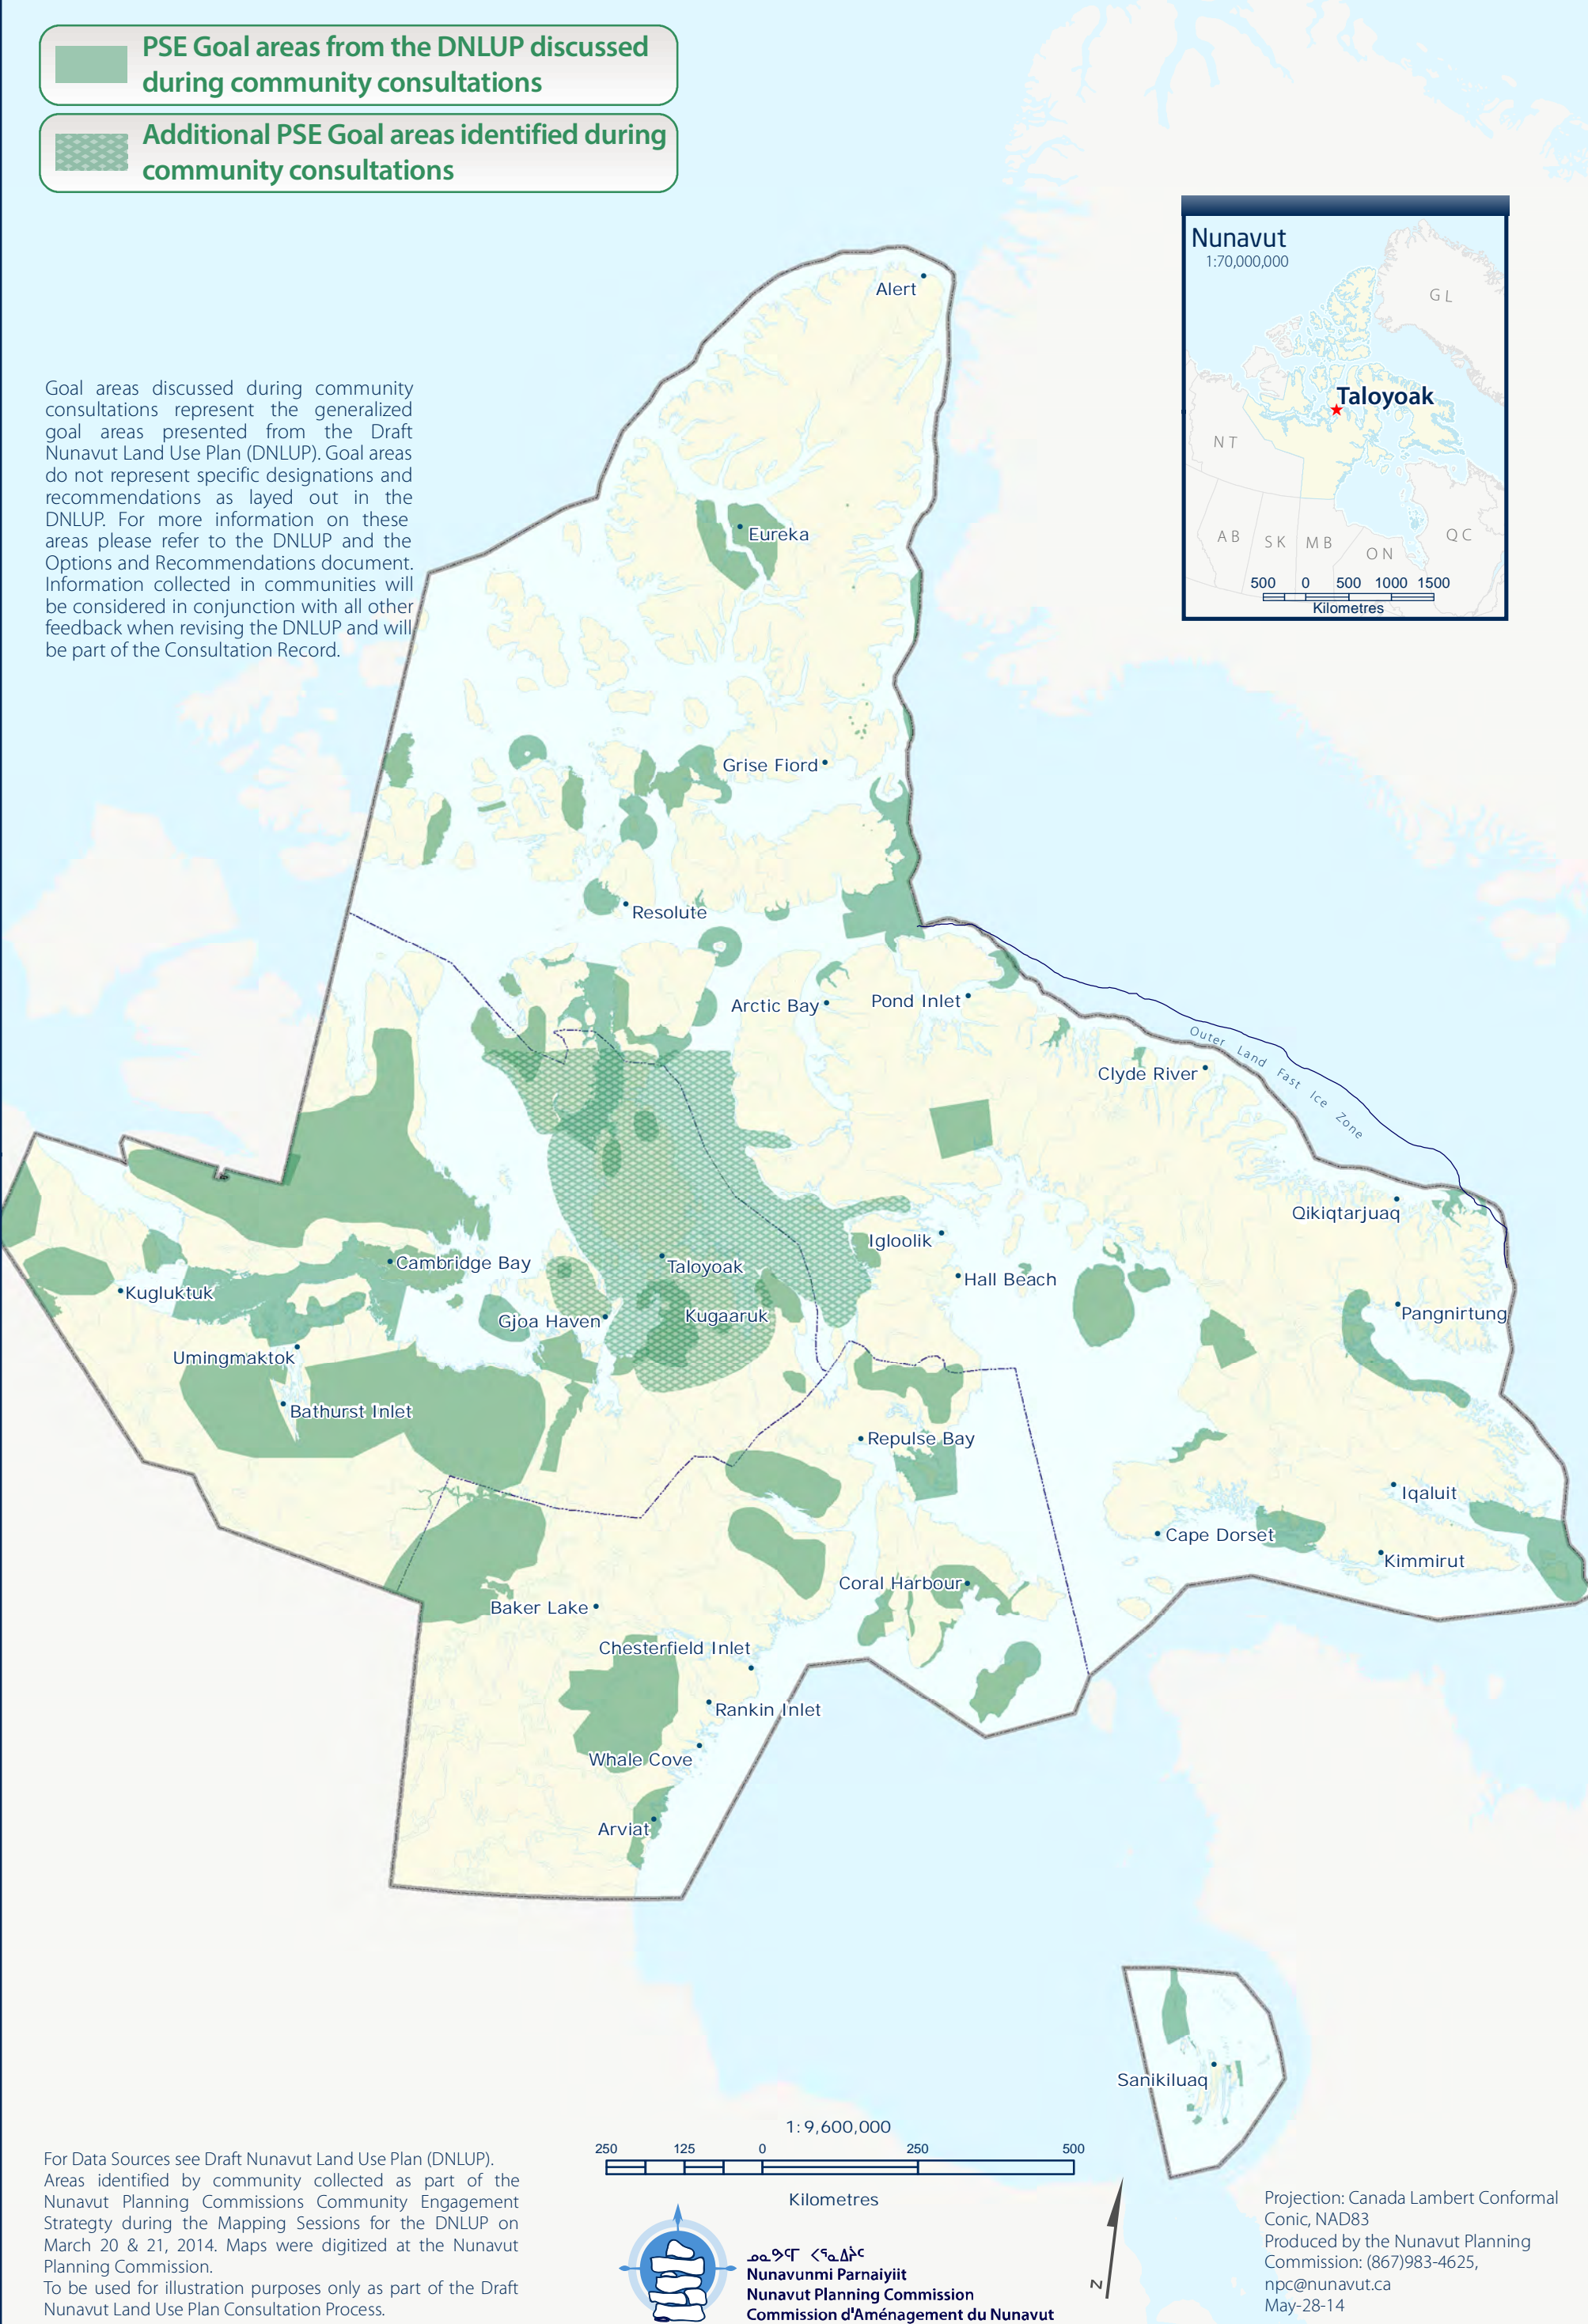 PSE Goal areas from the DNLUP discussed
during community consultations
Additional PSE Goal areas identified during
community consultations
Nunavut
1:70,000,000
GL
Taloyoak
NT
AB
SK
MB
ON
QC
500 0 500 1000 1500
Kilometres
Goal areas discussed during community
consultations represent the generalized
goal areas presented from the Draft
Nunavut Land Use Plan (DNLUP). Goal areas
do not represent specific designations and
recommendations as layed out in the
DNLUP. For more information on these
areas please refer to the DNLUP and the
Options and Recommendations document.
Information collected in communities will
be considered in conjunction with all other
feedback when revising the DNLUP and will
be part of the Consultation Record.
Alert
Eureka
Grise Fiord
Resolute
Arctic Bay
Pond Inlet
Outer Land Fast Ice Zone
Clyde River
Qikiqtarjuaq
Igloolik
Cambridge Bay
Taloyoak
Hall Beach
Kugluktuk
Gjoa Haven
Kugaaruk
Pangnirtung
Umingmaktok
Bathurst Inlet
Repulse Bay
Iqaluit
Cape Dorset
Kimmirut
Coral Harbour
Baker Lake
Chesterfield Inlet
Rankin Inlet
Whale Cove
Arviat
Sanikiluaq
1:9,600,000
250 125 0 250 500
Kilometres
For Data Sources see Draft Nunavut Land Use Plan (DNLUP).
Areas identified by community collected as part of the
Nunavut Planning Commissions Community Engagement
Strategty during the Mapping Sessions for the DNLUP on
March 20 & 21, 2014. Maps were digitized at the Nunavut
Planning Commission.
To be used for illustration purposes only as part of the Draft
Nunavut Land Use Plan Consultation Process.
ᓄᓇᕗᒻᒥ ᐸᕐᓇᐃᔩᑦ
Nunavunmi Parnaiyiit
Nunavut Planning Commission
Commission d'Aménagement du Nunavut
N
Projection: Canada Lambert Conformal
Conic, NAD83
Produced by the Nunavut Planning
Commission: (867)983-4625,
npc@nunavut.ca
May-28-14